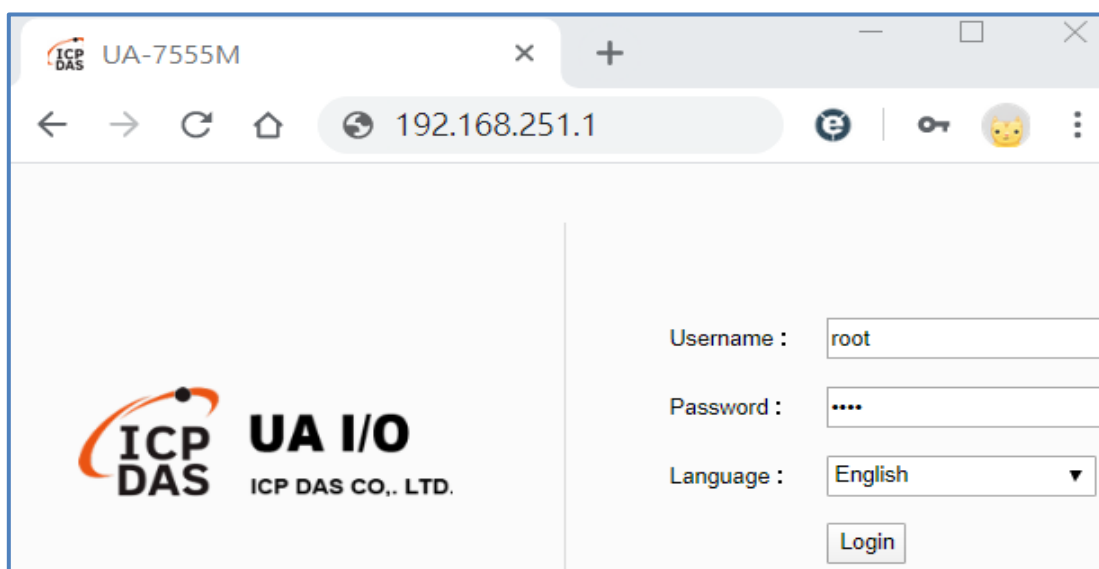 ICP
DAS
UA-7555M
192.168.251.1
Username :
root
Password :
••••
Language :
English
Login
ICP
DAS
UA I/O
ICP DAS CO,. LTD.